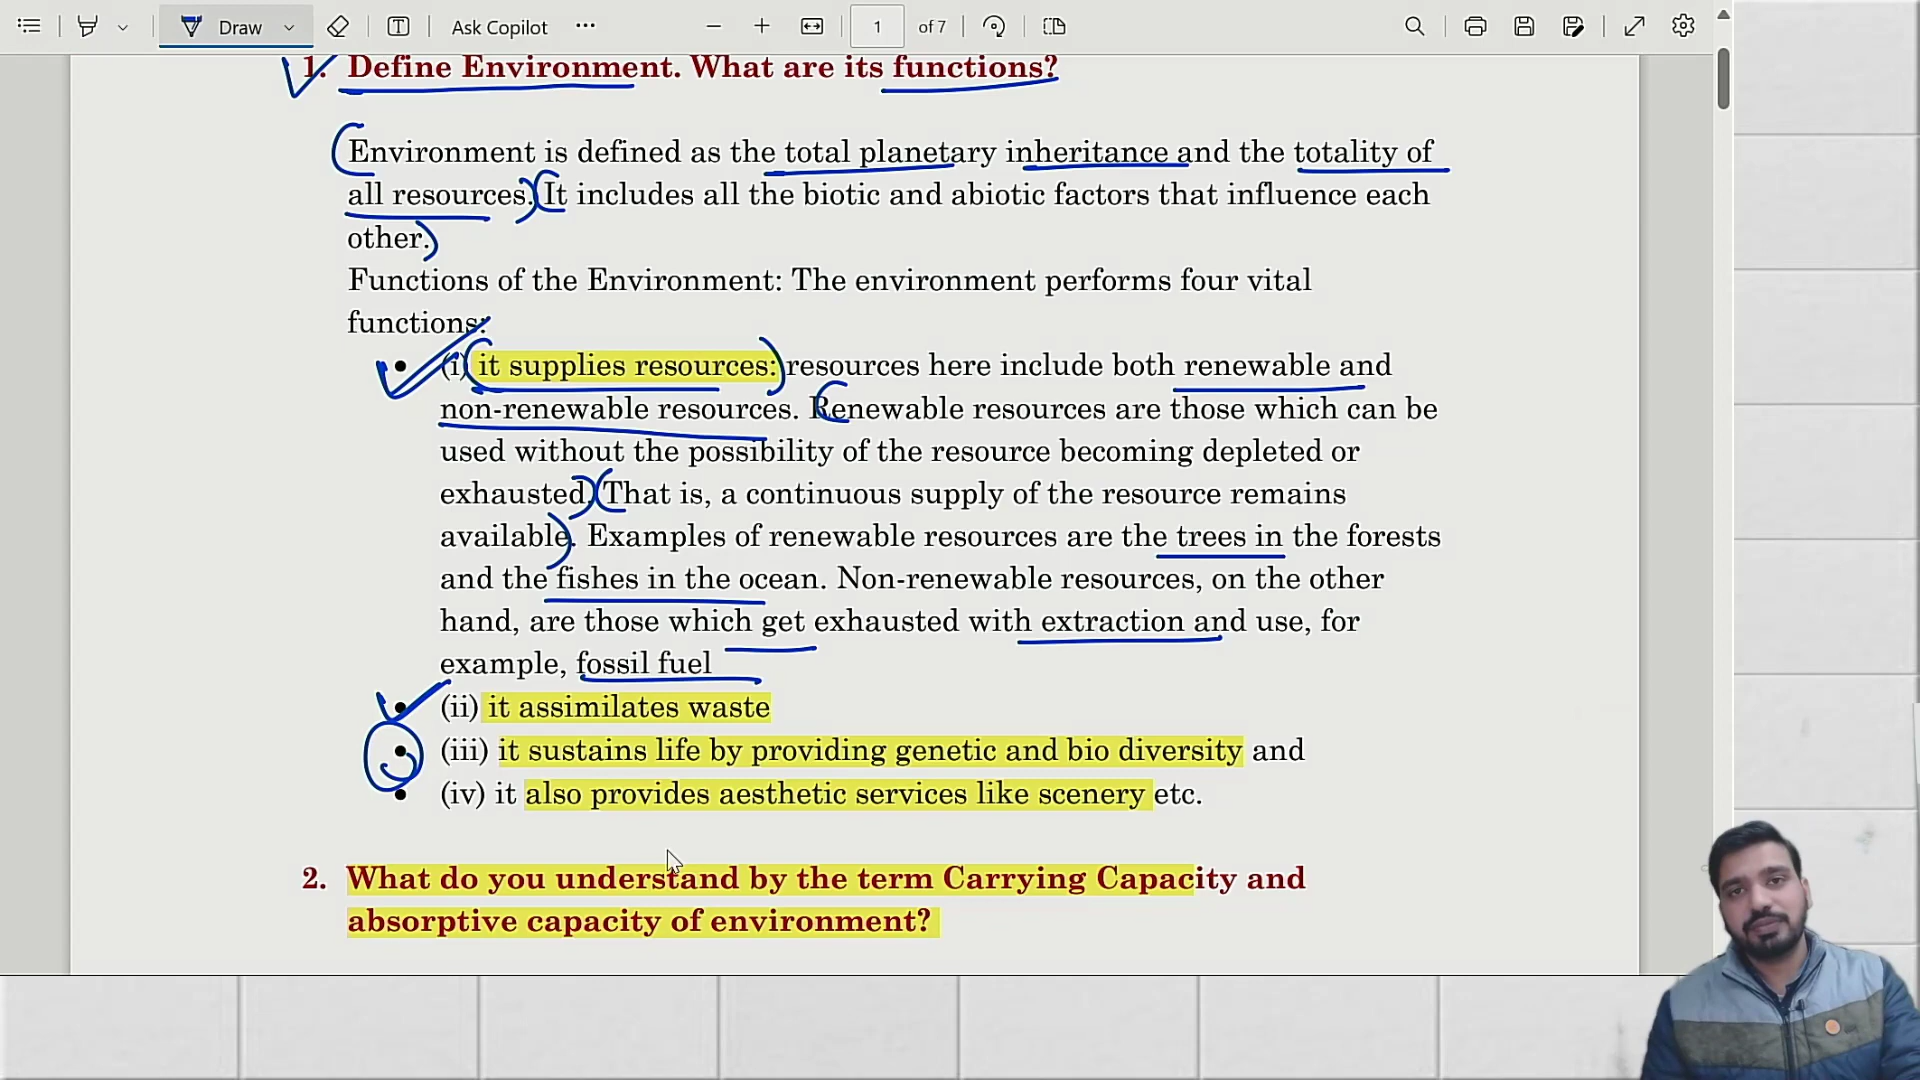 Draw
Ask Copilot
1
of 7
1. Define Environment. What are its functions?
Environment is defined as the total planetary inheritance and the totality of
all resources. It includes all the biotic and abiotic factors that influence each
other.
Functions of the Environment: The environment performs four vital
functions:
• (i) it supplies resources: resources here include both renewable and
non-renewable resources. Renewable resources are those which can be
used without the possibility of the resource becoming depleted or
exhausted. That is, a continuous supply of the resource remains
available. Examples of renewable resources are the trees in the forests
and the fishes in the ocean. Non-renewable resources, on the other
hand, are those which get exhausted with extraction and use, for
example, fossil fuel
• (ii) it assimilates waste
• (iii) it sustains life by providing genetic and bio diversity and
• (iv) it also provides aesthetic services like scenery etc.
2. What do you understand by the term Carrying Capacity and
absorptive capacity of environment?